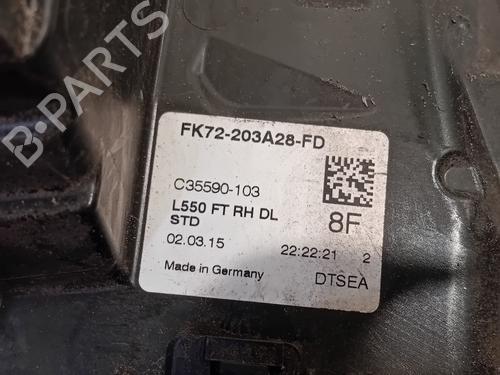 FK72-203A28-FD
C35590-103
L550 FT RH DL
STD
8F
02.03.15 22:22:21 2
Made in Germany DTSEA
B-PARTS